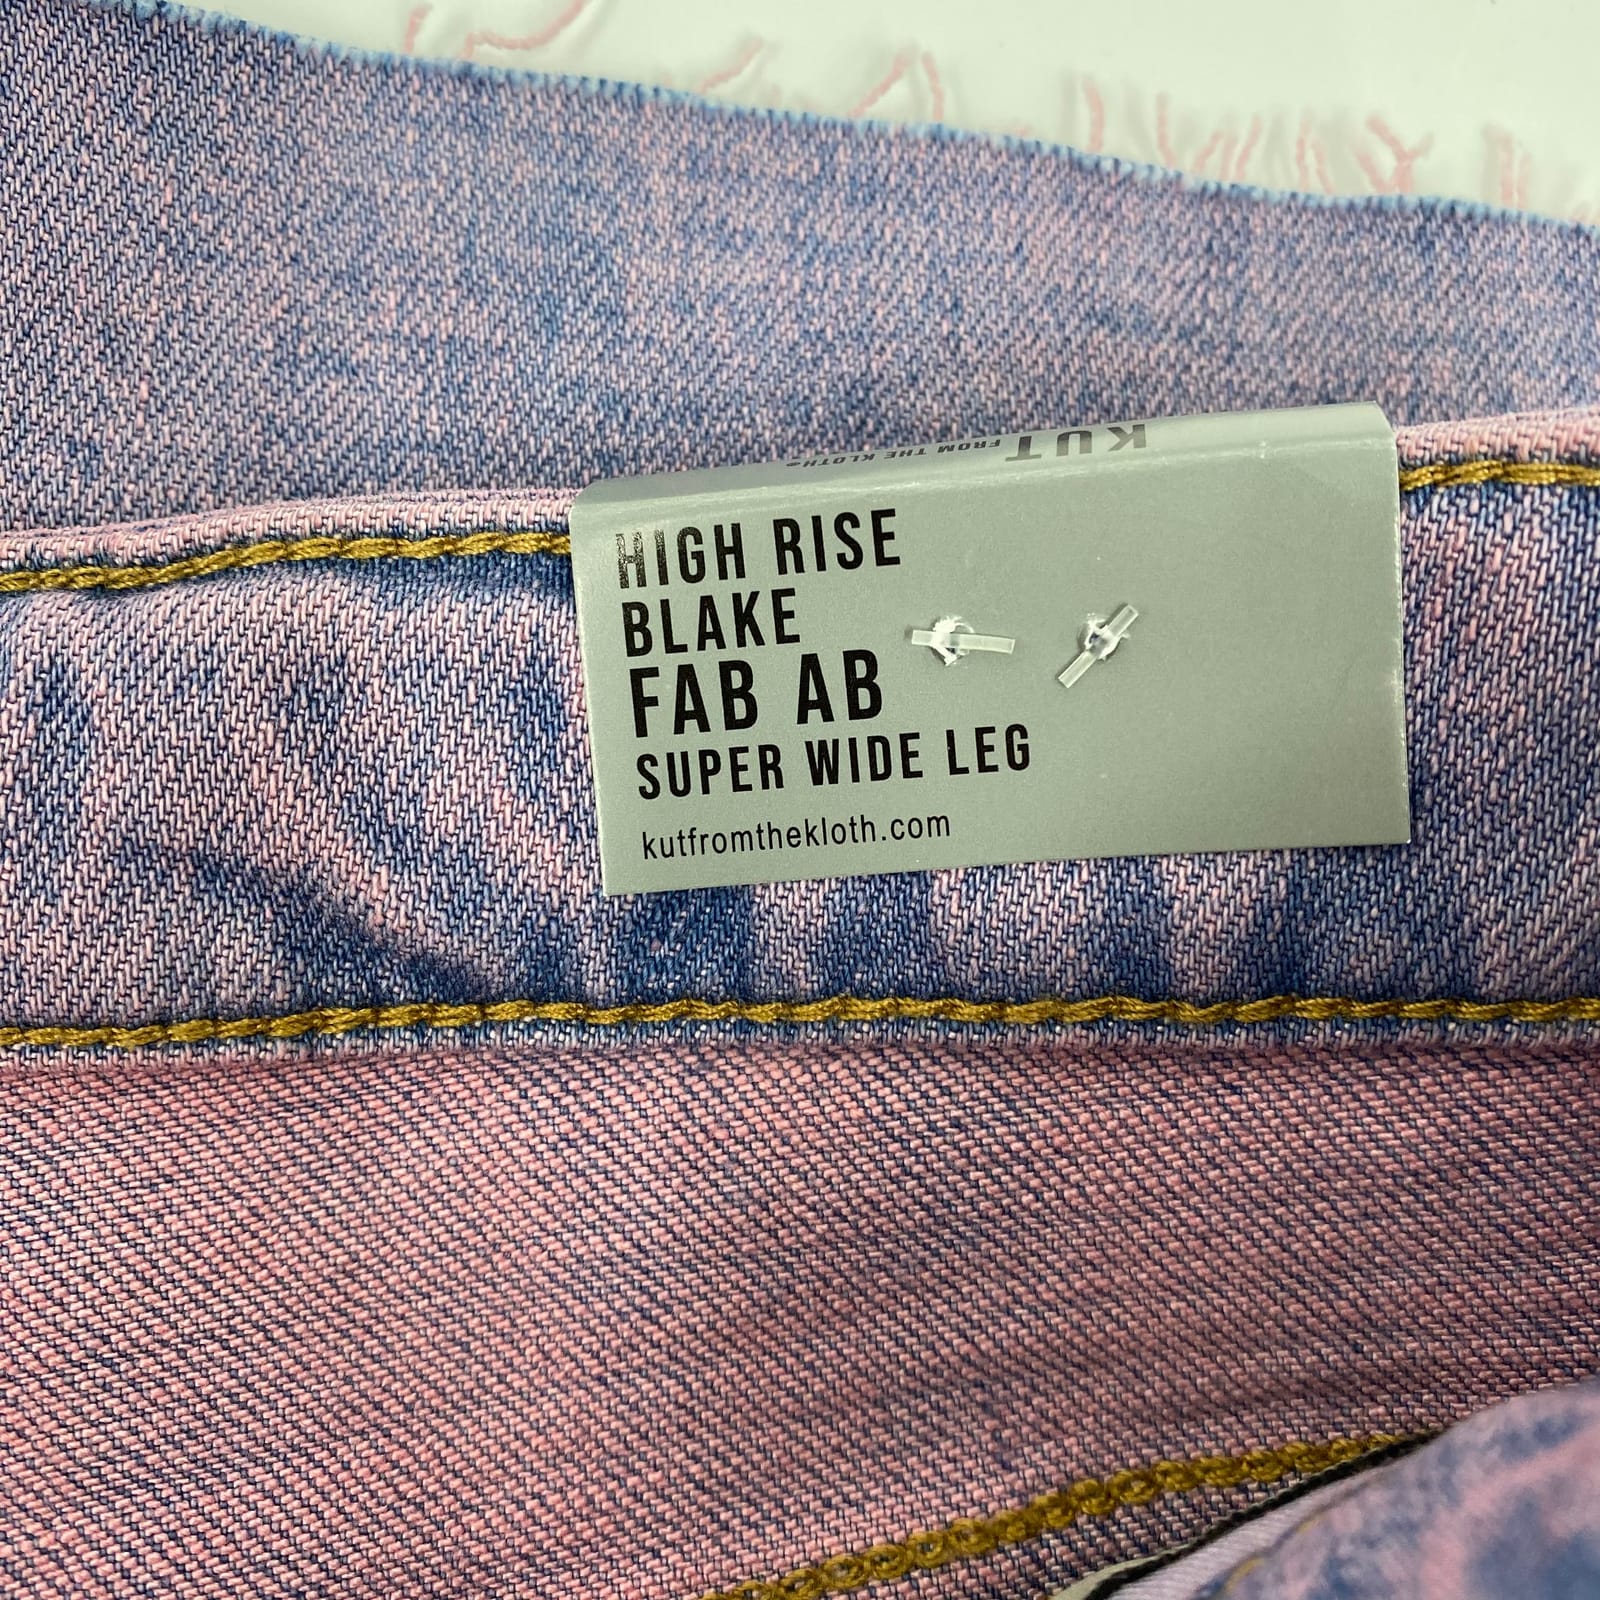 KUT
FROM THE KLOTH®
HIGH RISE
BLAKE
FAB AB
SUPER WIDE LEG
kutfromthekloth.com